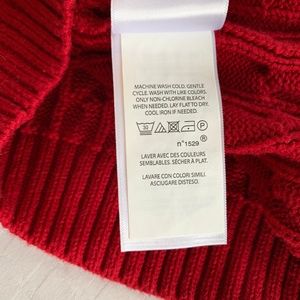 MACHINE WASH COLD. GENTLE
CYCLE. WASH WITH LIKE COLORS.
ONLY NON-CHLORINE BLEACH
WHEN NEEDED. LAY FLAT TO DRY.
COOL IRON IF NEEDED.
30 P
n°1529 ®
LAVER AVEC DES COULEURS
SEMBLABLES. SÉCHER À PLAT.
LAVARE CON COLORI SIMILI.
ASCIUGARE DISTESO.